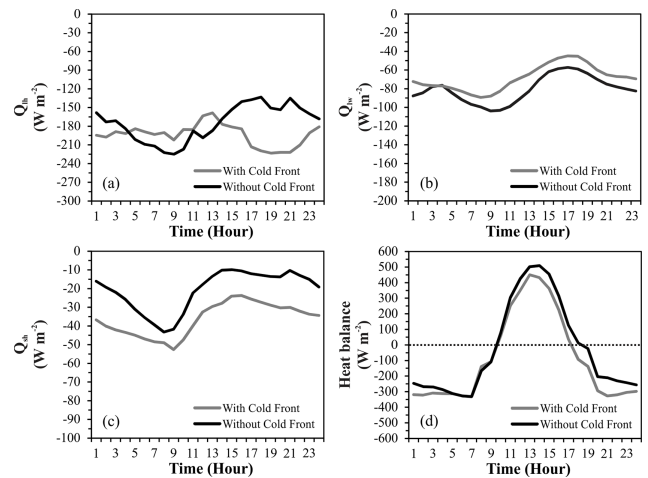 0
-30
-60
-90
-120
-150
-180
-210
-240
-270
-300
Qlh
(W m-2)
With Cold Front
Without Cold Front
(a)
1 3 5 7 9 11 13 15 17 19 21 23
Time (Hour)
0
-20
-40
-60
-80
-100
-120
-140
-160
-180
-200
Qlw
(W m-2)
With Cold Front
Without Cold Front
(b)
1 3 5 7 9 11 13 15 17 19 21 23
Time (Hour)
0
-10
-20
-30
-40
-50
-60
-70
-80
-90
-100
Qsh
(W m-2)
With Cold Front
Without Cold Front
(c)
1 3 5 7 9 11 13 15 17 19 21 23
Time (Hour)
600
500
400
300
200
100
0
-100
-200
-300
-400
-500
-600
Heat balance
(W m-2)
With Cold Front
Without Cold Front
(d)
1 3 5 7 9 11 13 15 17 19 21 23
Time (Hour)